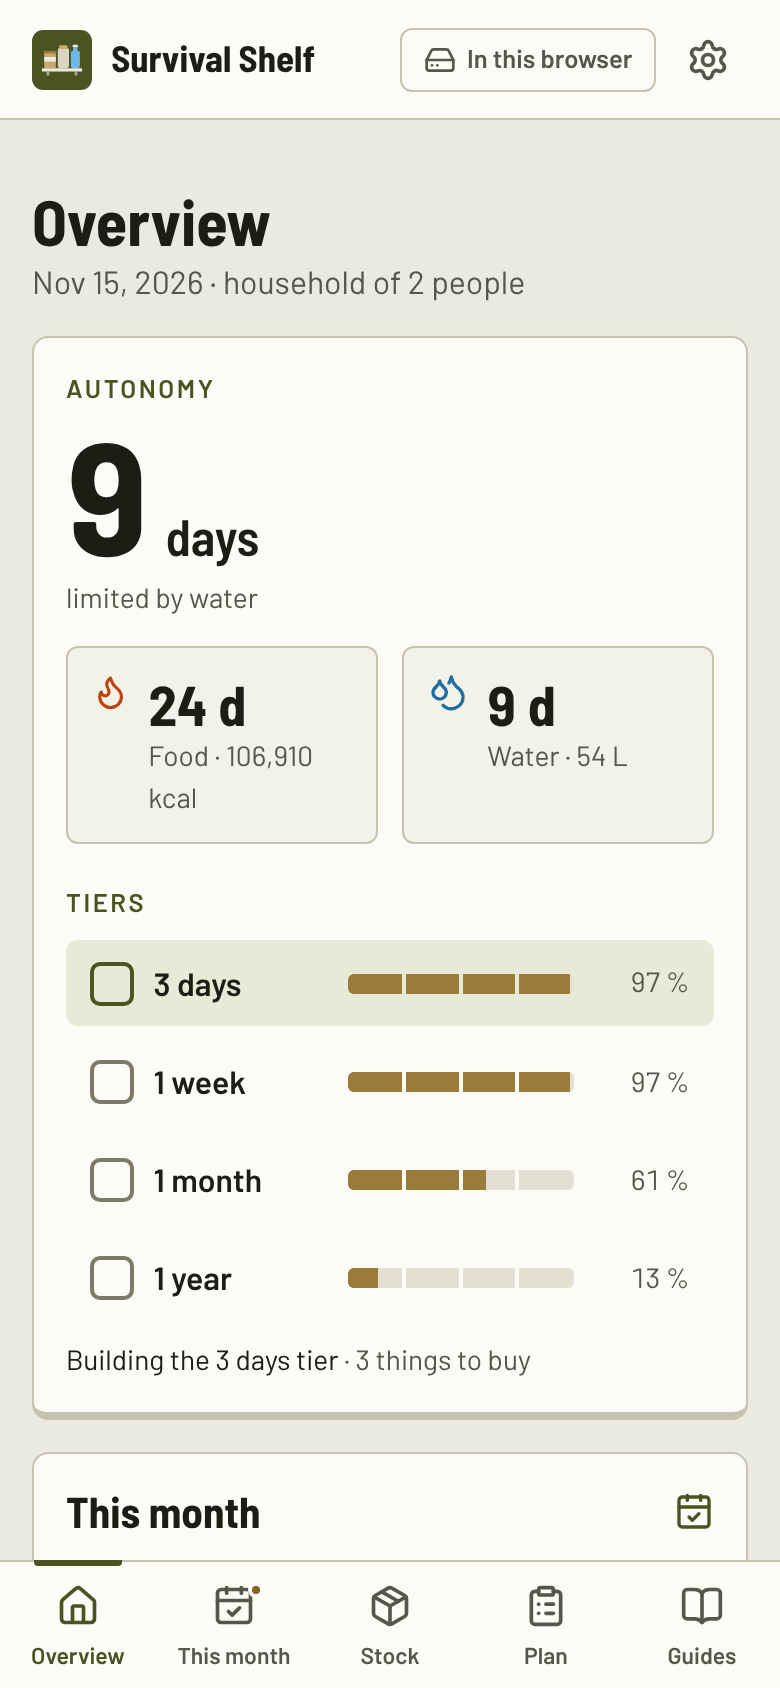 Survival Shelf
In this browser
Overview
Nov 15, 2026 · household of 2 people
AUTONOMY
9 days
limited by water
24 d
Food · 106,910
kcal
9 d
Water · 54 L
TIERS
3 days 97 %
1 week 97 %
1 month 61 %
1 year 13 %
Building the 3 days tier · 3 things to buy
This month
Overview
This month
Stock
Plan
Guides